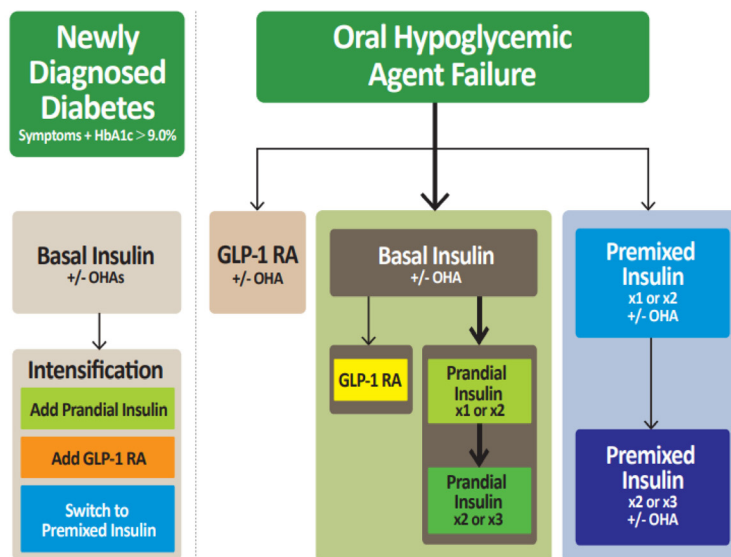 Newly
Diagnosed
Diabetes
Symptoms + HbA1c > 9.0%
Basal Insulin
+/- OHAs
Intensification
Add Prandial Insulin
Add GLP-1 RA
Switch to
Premixed Insulin
Oral Hypoglycemic
Agent Failure
GLP-1 RA
+/- OHA
Basal Insulin
+/- OHA
GLP-1 RA
Prandial
Insulin
x1 or x2
Prandial
Insulin
x2 or x3
Premixed
Insulin
x1 or x2
+/- OHA
Premixed
Insulin
x2 or x3
+/- OHA